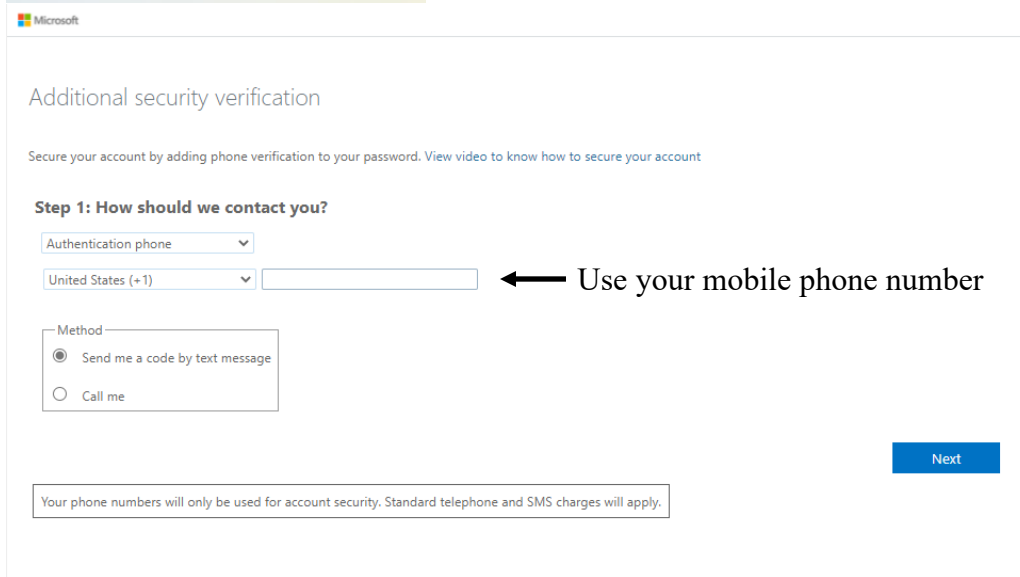 Microsoft
Additional security verification
Secure your account by adding phone verification to your password. View video to know how to secure your account
Step 1: How should we contact you?
Authentication phone
United States (+1)
Use your mobile phone number
Method
Send me a code by text message
Call me
Next
Your phone numbers will only be used for account security. Standard telephone and SMS charges will apply.